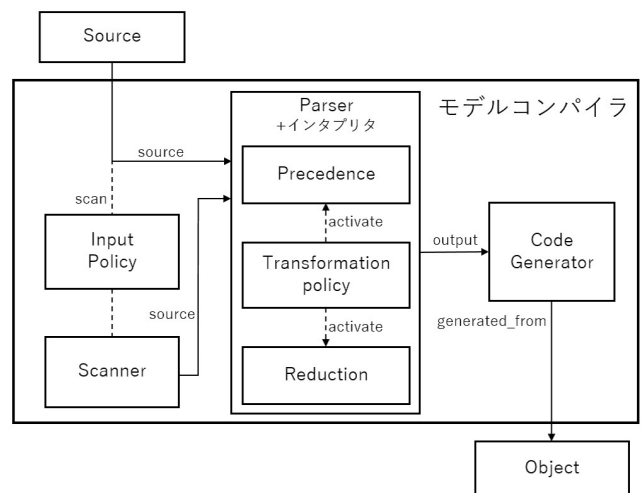 Source
モデルコンパイラ
Parser
+インタプリタ
source
Precedence
scan
activate
Input
Policy
Transformation
policy
output
Code
Generator
source
activate
generated_from
Scanner
Reduction
Object